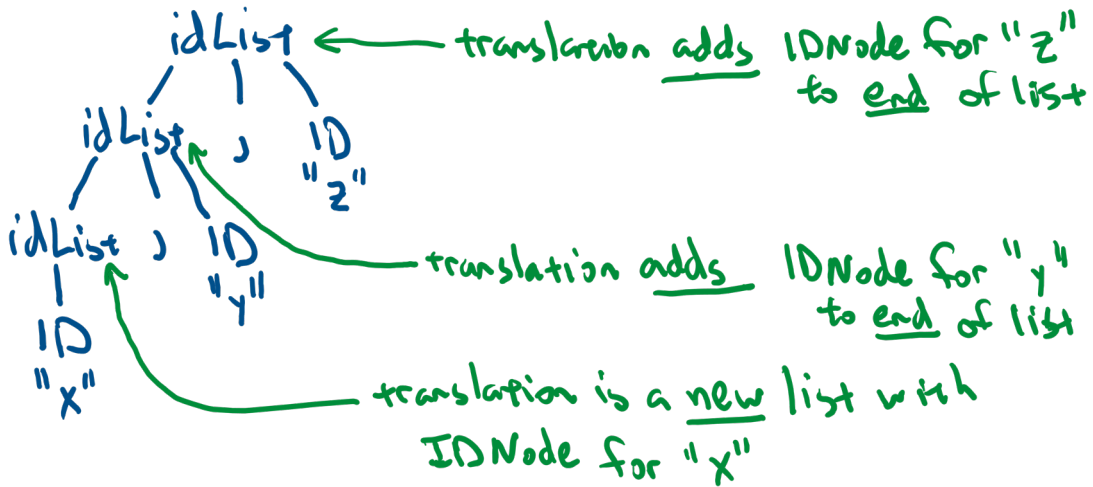 idList
translation adds IDNode for "z"
to end of list
idList , ID
"z"
idList , ID
"y"
translation adds IDNode for "y"
to end of list
ID
"x"
translation is a new list with
IDNode for "x"